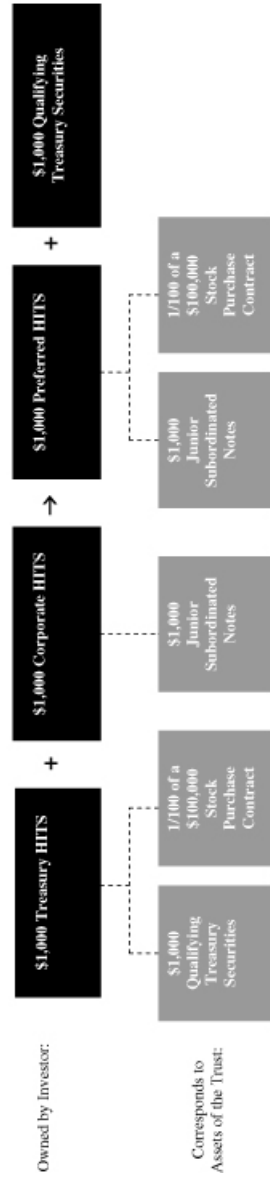 Owned by Investor:
$1,000 Treasury HITS
+
$1,000 Corporate HITS
→
$1,000 Preferred HITS
+
$1,000 Qualifying
Treasury Securities
Corresponds to
Assets of the Trust:
$1,000
Qualifying
Treasury
Securities
1/100 of a
$100,000
Stock
Purchase
Contract
$1,000
Junior
Subordinated
Notes
$1,000
Junior
Subordinated
Notes
1/100 of a
$100,000
Stock
Purchase
Contract